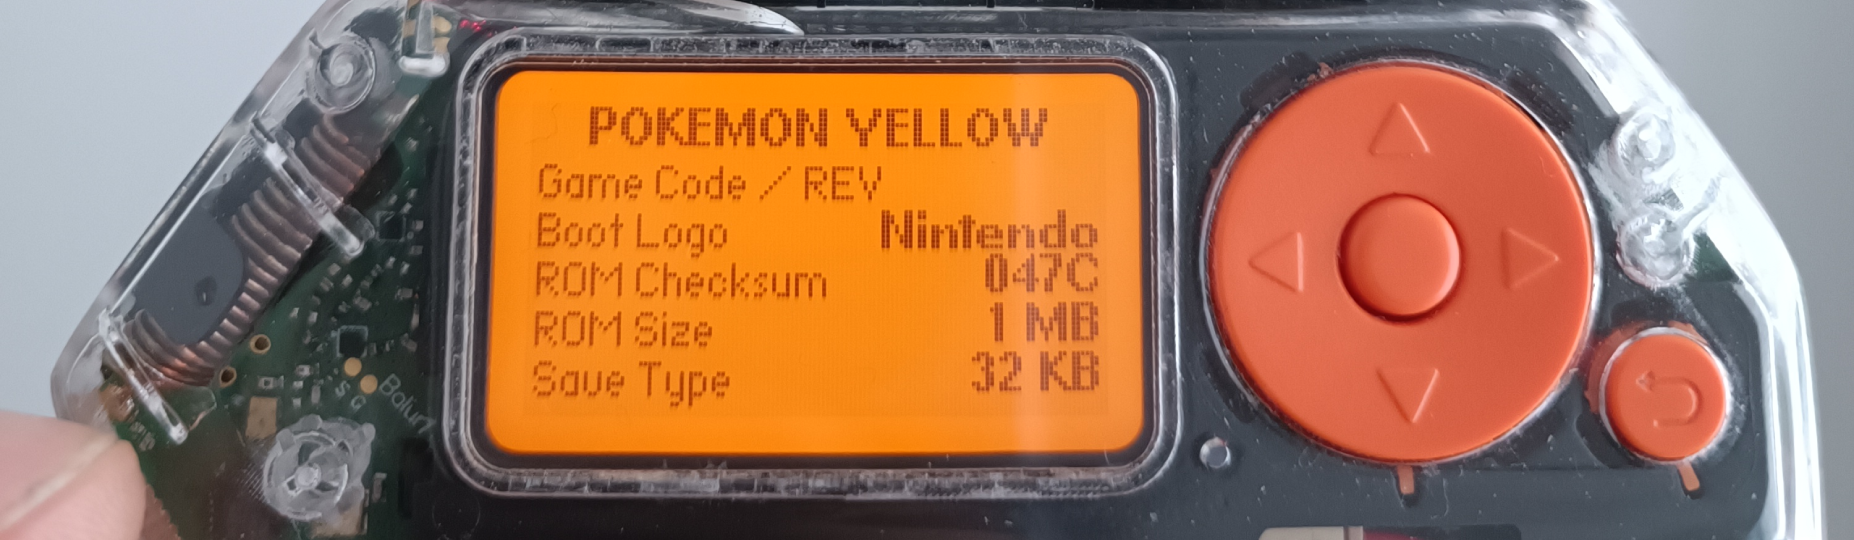 POKEMON YELLOW
Game Code / REV
Boot Logo Nintendo
ROM Checksum 047C
ROM Size 1 MB
Save Type 32 KB
5 G